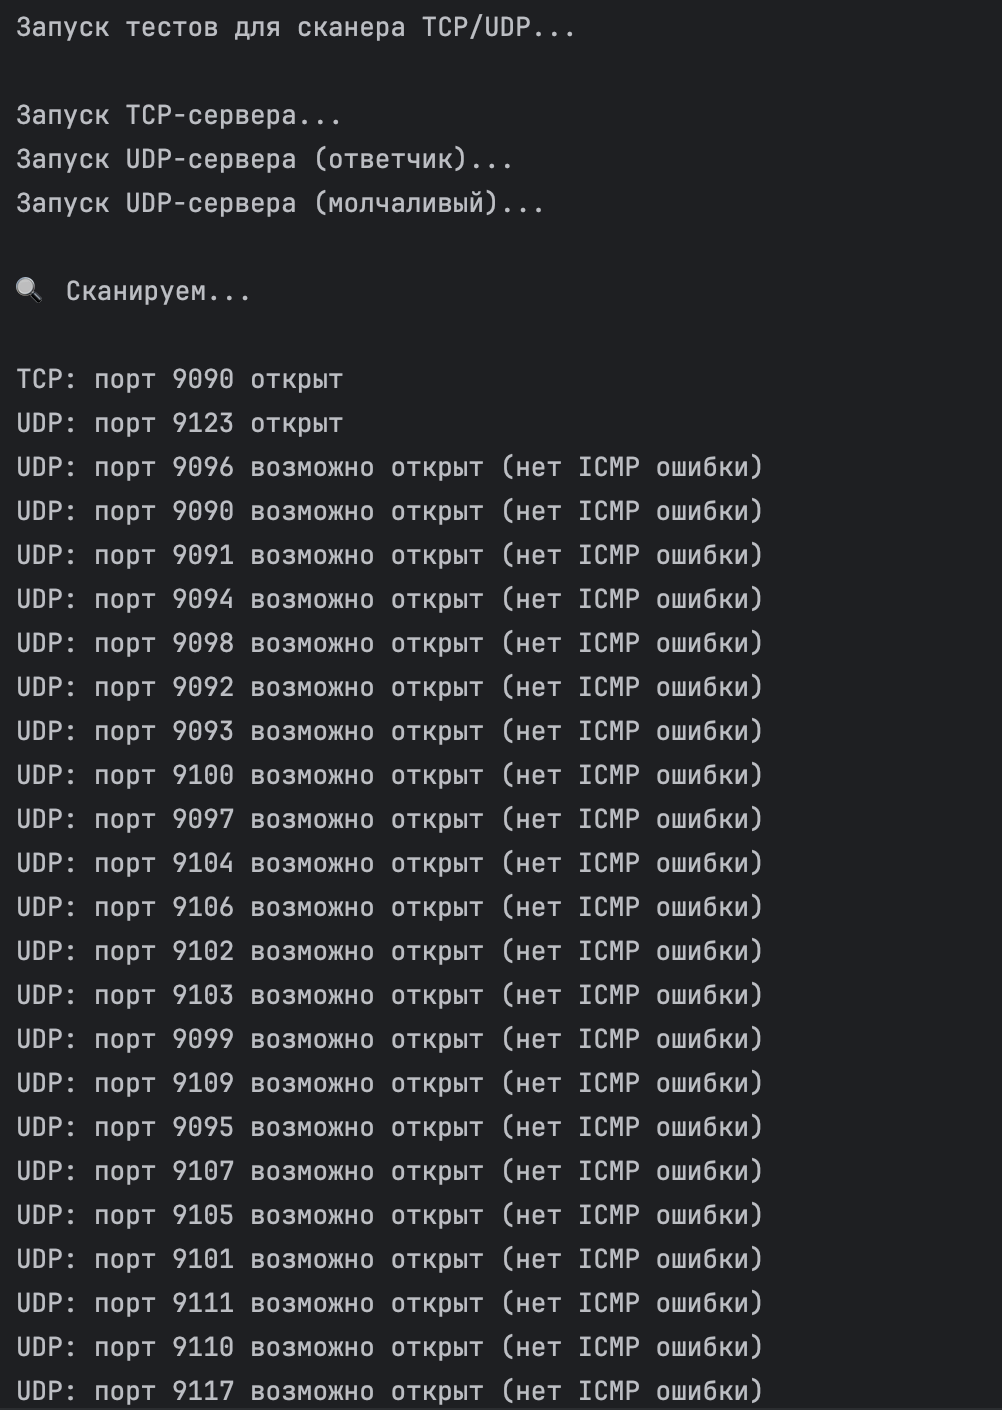 Запуск тестов для сканера TCP/UDP...
Запуск TCP-сервера...
Запуск UDP-сервера (ответчик)...
Запуск UDP-сервера (молчаливый)...
🔍 Сканируем...
TCP: порт 9090 открыт
UDP: порт 9123 открыт
UDP: порт 9096 возможно открыт (нет ICMP ошибки)
UDP: порт 9090 возможно открыт (нет ICMP ошибки)
UDP: порт 9091 возможно открыт (нет ICMP ошибки)
UDP: порт 9094 возможно открыт (нет ICMP ошибки)
UDP: порт 9098 возможно открыт (нет ICMP ошибки)
UDP: порт 9092 возможно открыт (нет ICMP ошибки)
UDP: порт 9093 возможно открыт (нет ICMP ошибки)
UDP: порт 9100 возможно открыт (нет ICMP ошибки)
UDP: порт 9097 возможно открыт (нет ICMP ошибки)
UDP: порт 9104 возможно открыт (нет ICMP ошибки)
UDP: порт 9106 возможно открыт (нет ICMP ошибки)
UDP: порт 9102 возможно открыт (нет ICMP ошибки)
UDP: порт 9103 возможно открыт (нет ICMP ошибки)
UDP: порт 9099 возможно открыт (нет ICMP ошибки)
UDP: порт 9109 возможно открыт (нет ICMP ошибки)
UDP: порт 9095 возможно открыт (нет ICMP ошибки)
UDP: порт 9107 возможно открыт (нет ICMP ошибки)
UDP: порт 9105 возможно открыт (нет ICMP ошибки)
UDP: порт 9101 возможно открыт (нет ICMP ошибки)
UDP: порт 9111 возможно открыт (нет ICMP ошибки)
UDP: порт 9110 возможно открыт (нет ICMP ошибки)
UDP: порт 9117 возможно открыт (нет ICMP ошибки)